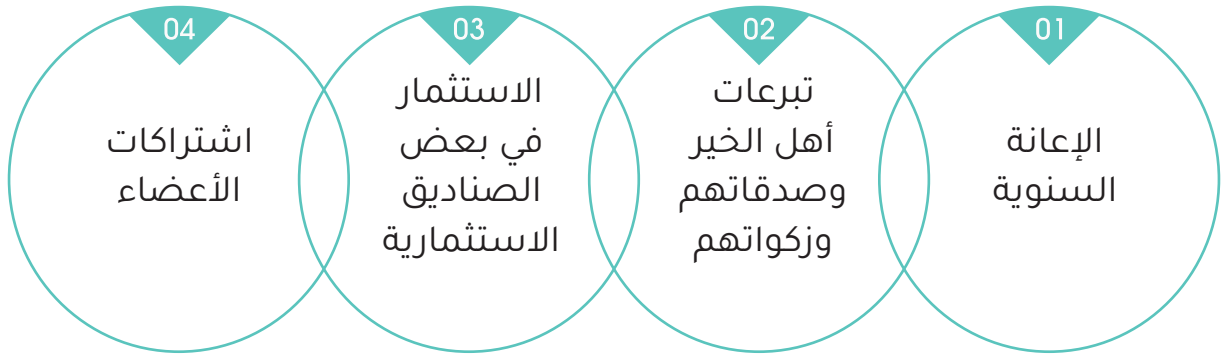 01
الإعانة
السنوية
02
تبرعات
أهل الخير
وصدقاتهم
وزكواتهم
03
الاستثمار
في بعض
الصناديق
الاستثمارية
04
اشتراكات
الأعضاء